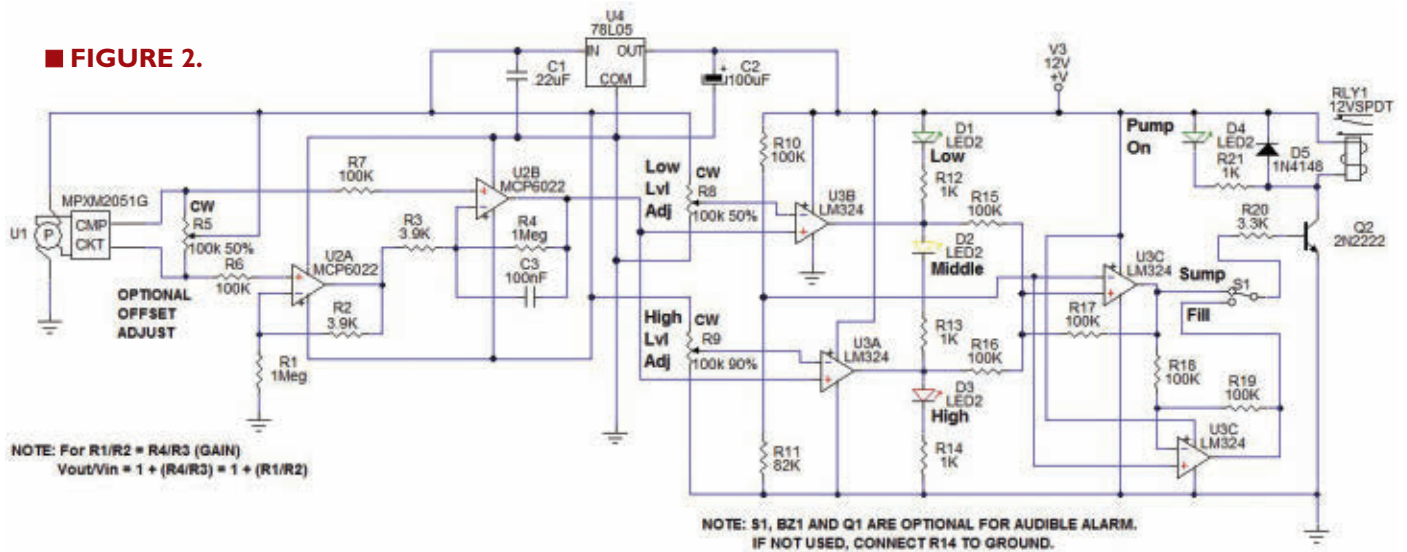 ■ FIGURE 2.
U4
78L05
IN OUT
COM
C1
.22uF
C2
100uF
V3
12V
+V
RLY1
12VSPDT
MPXM2051G
U1
P
CMP
CKT
CW
R5
100k 50%
R7
100K
R6
100K
OPTIONAL
OFFSET
ADJUST
U2A
MCP6022
U2B
MCP6022
R3
3.9K
R4
1Meg
C3
100nF
R2
3.9K
R1
1Meg
Low
Lvl
Adj
CW
R8
100k 50%
High
Lvl
Adj
CW
R9
100k 90%
R10
100K
R11
82K
U3B
LM324
U3A
LM324
D1
LED2
Low
R12
1K
D2
LED2
Middle
R13
1K
D3
LED2
High
R14
1K
R15
100K
R16
100K
R17
100K
U3C
LM324
R18
100K
R19
100K
U3C
LM324
Pump
On
D4
LED2
R21
1K
D5
1N4148
R20
3.3K
Q2
2N2222
Sump
S1
Fill
NOTE: For R1/R2 = R4/R3 (GAIN)
Vout/Vin = 1 + (R4/R3) = 1 + (R1/R2)
NOTE: S1, BZ1 AND Q1 ARE OPTIONAL FOR AUDIBLE ALARM.
IF NOT USED, CONNECT R14 TO GROUND.